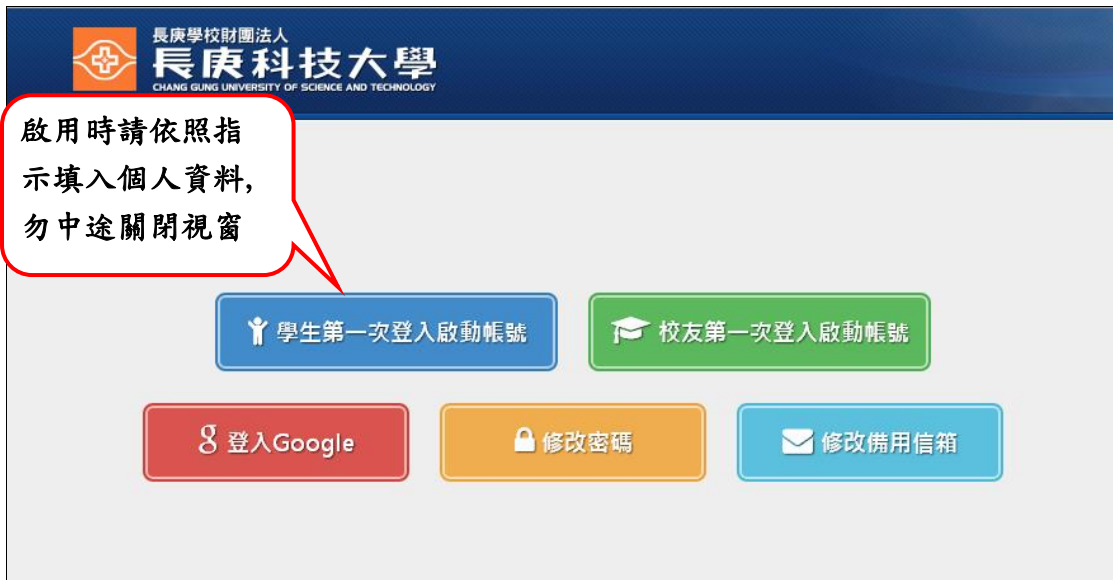 長庚學校財團法人
長庚科技大學
CHANG GUNG UNIVERSITY OF SCIENCE AND TECHNOLOGY
啟用時請依照指
示填入個人資料,
勿中途關閉視窗
學生第一次登入啟動帳號
校友第一次登入啟動帳號
登入Google
修改密碼
修改備用信箱